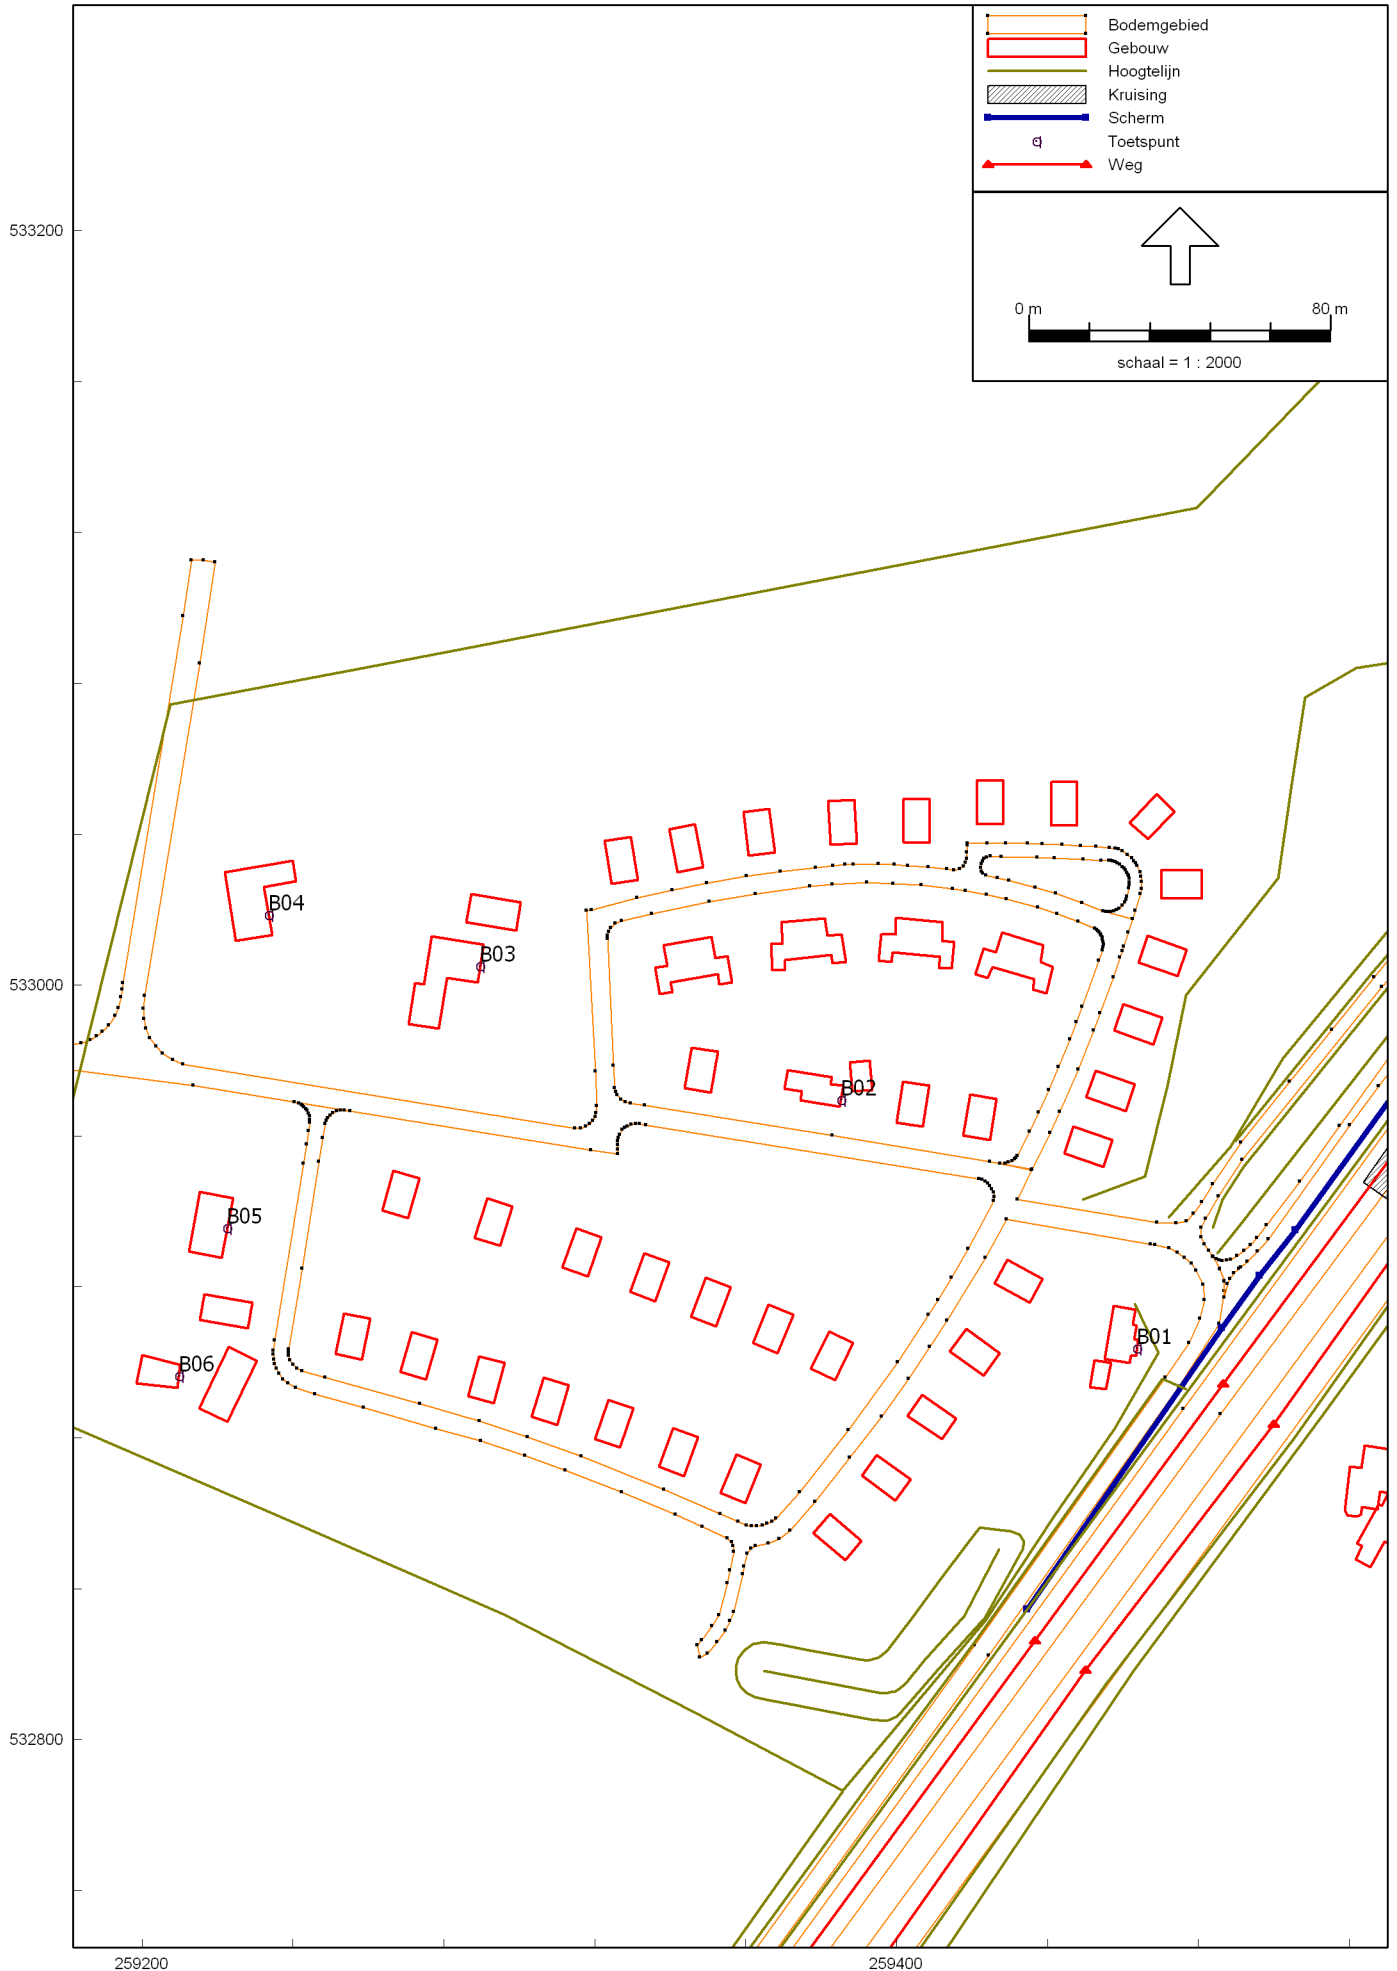 Bodemgebied
Gebouw
Hoogtelijn
Kruising
Scherm
Toetspunt
Weg
533200
0 m 80 m
schaal = 1 : 2000
B04
B03
533000
B02
B05
B01
B06
532800
259200 259400